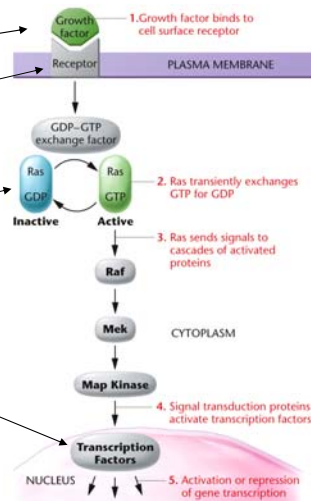 Growth
factor
1.Growth factor binds to
cell surface receptor
Receptor
PLASMA MEMBRANE
GDP–GTP
exchange factor
Ras
GDP
Ras
GTP
Inactive
Active
2. Ras transiently exchanges
GTP for GDP
3. Ras sends signals to
cascades of activated
proteins
Raf
Mek
CYTOPLASM
Map Kinase
4. Signal transduction proteins
activate transcription factors
Transcription
Factors
NUCLEUS
5. Activation or repression
of gene transcription